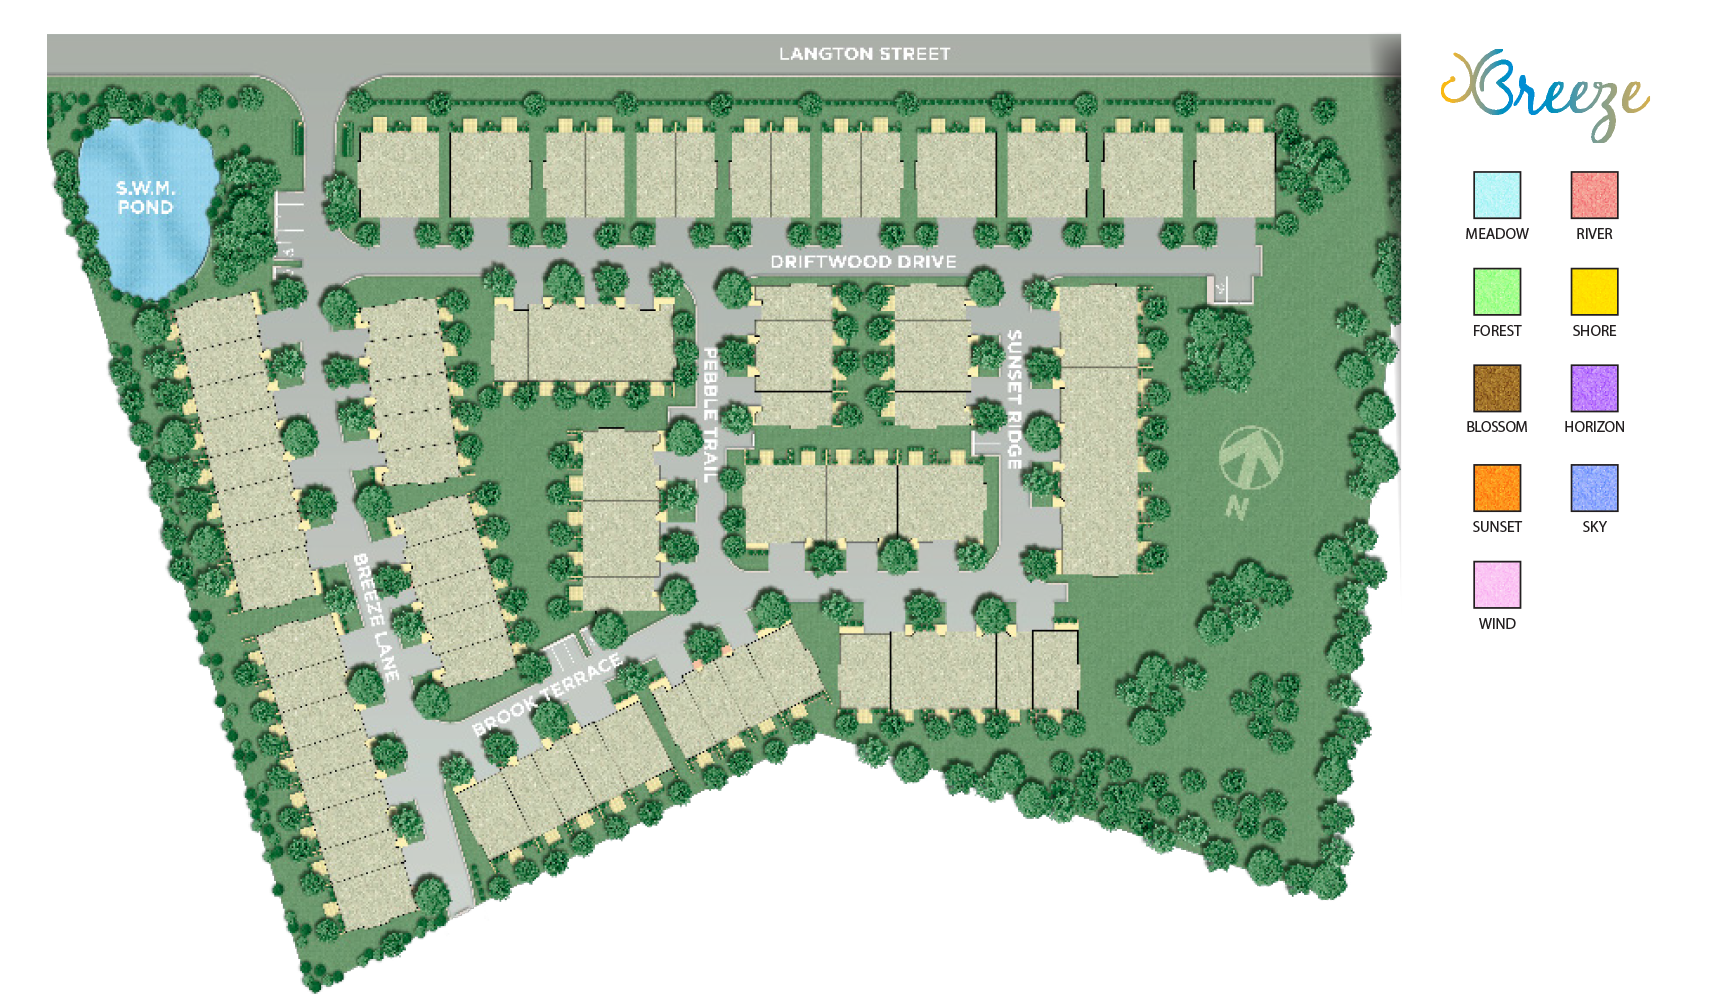 LANGTON STREET
Breeze
S.W.M.
POND
DRIFTWOOD DRIVE
PEBBLE TRAIL
SUNSET RIDGE
BREEZE LANE
BROOK TERRACE
N
MEADOW
RIVER
FOREST
SHORE
BLOSSOM
HORIZON
SUNSET
SKY
WIND